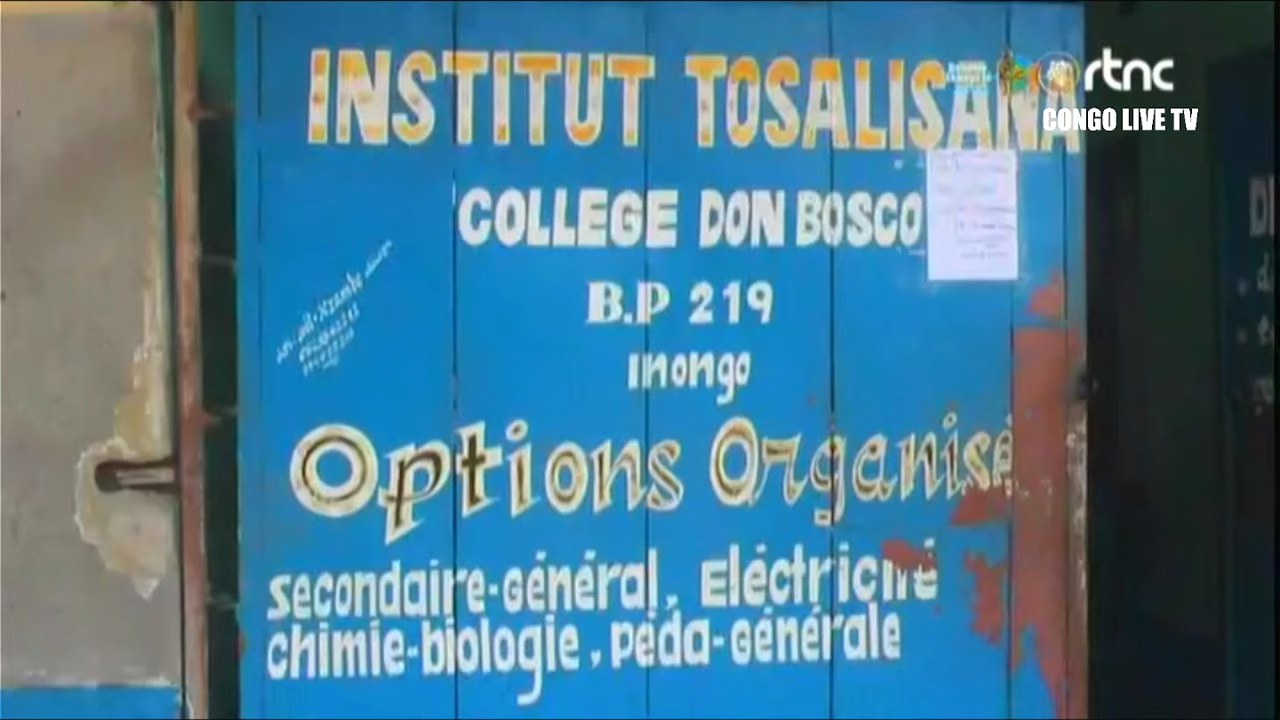 INSTITUT TOSALISANA
rtnc
CONGO LIVE TV
COLLEGE DON BOSCO
B.P 219
Inongo
Options Organisé
secondaire-général, Electricité
chimie-biologie, péda-générale